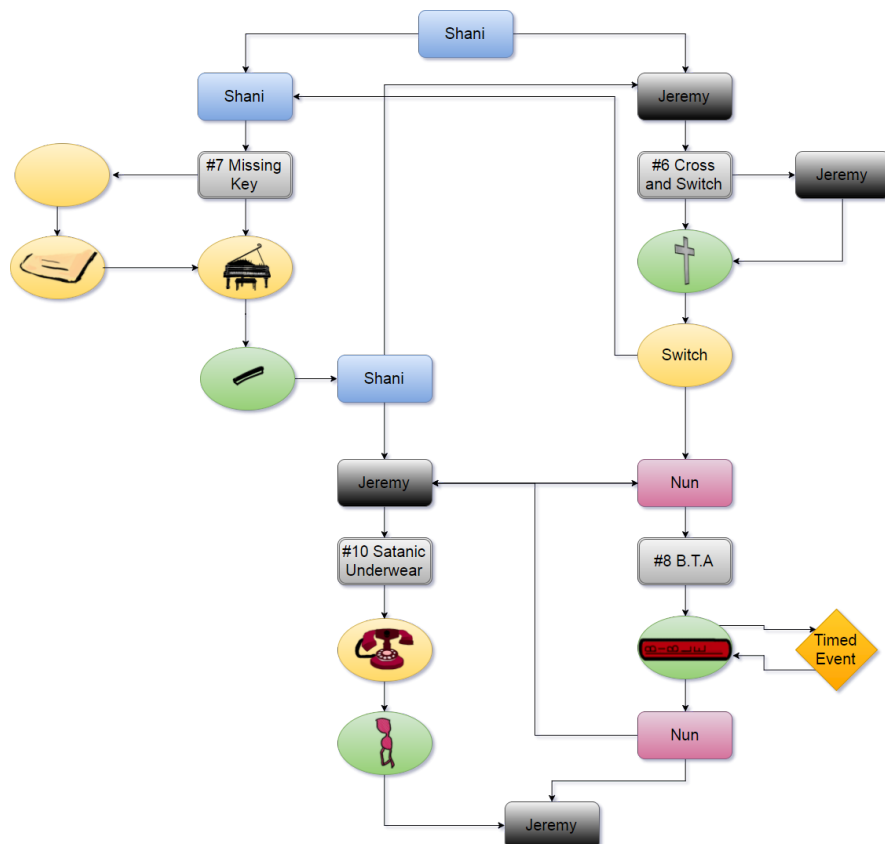 Shani
Shani
Jeremy
#7 Missing
Key
#6 Cross
and Switch
Jeremy
Switch
Shani
Jeremy
Nun
#10 Satanic
Underwear
#8 B.T.A
Timed
Event
Nun
Jeremy